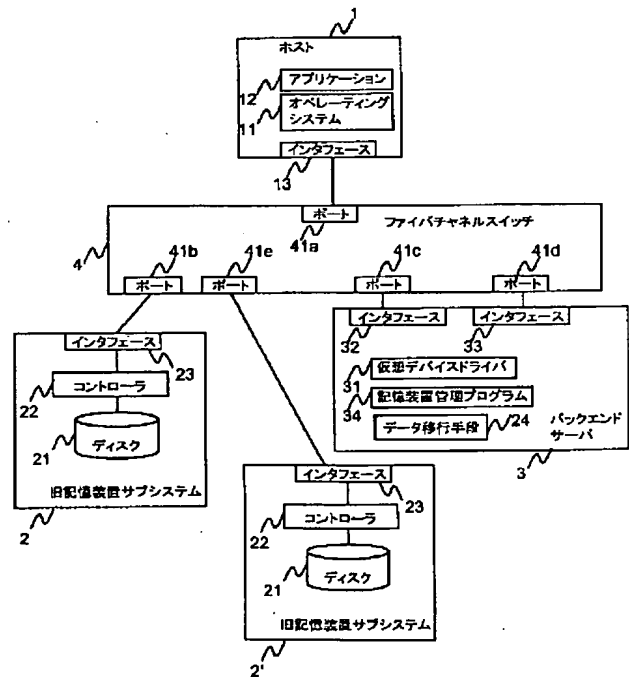 1
ホスト
12
アプリケーション
11
オペレーティング
システム
インタフェース
13
ポート
41a
ファイバチャネルスイッチ
4
41b
41e
41c
41d
ポート
ポート
ポート
ポート
インタフェース
23
22
コントローラ
21
ディスク
旧記憶装置サブシステム
2
インタフェース
32
インタフェース
33
31
仮想デバイスドライバ
34
記憶装置管理プログラム
データ移行手段
24
バックエンド
サーバ
3
インタフェース
23
22
コントローラ
21
ディスク
旧記憶装置サブシステム
2'